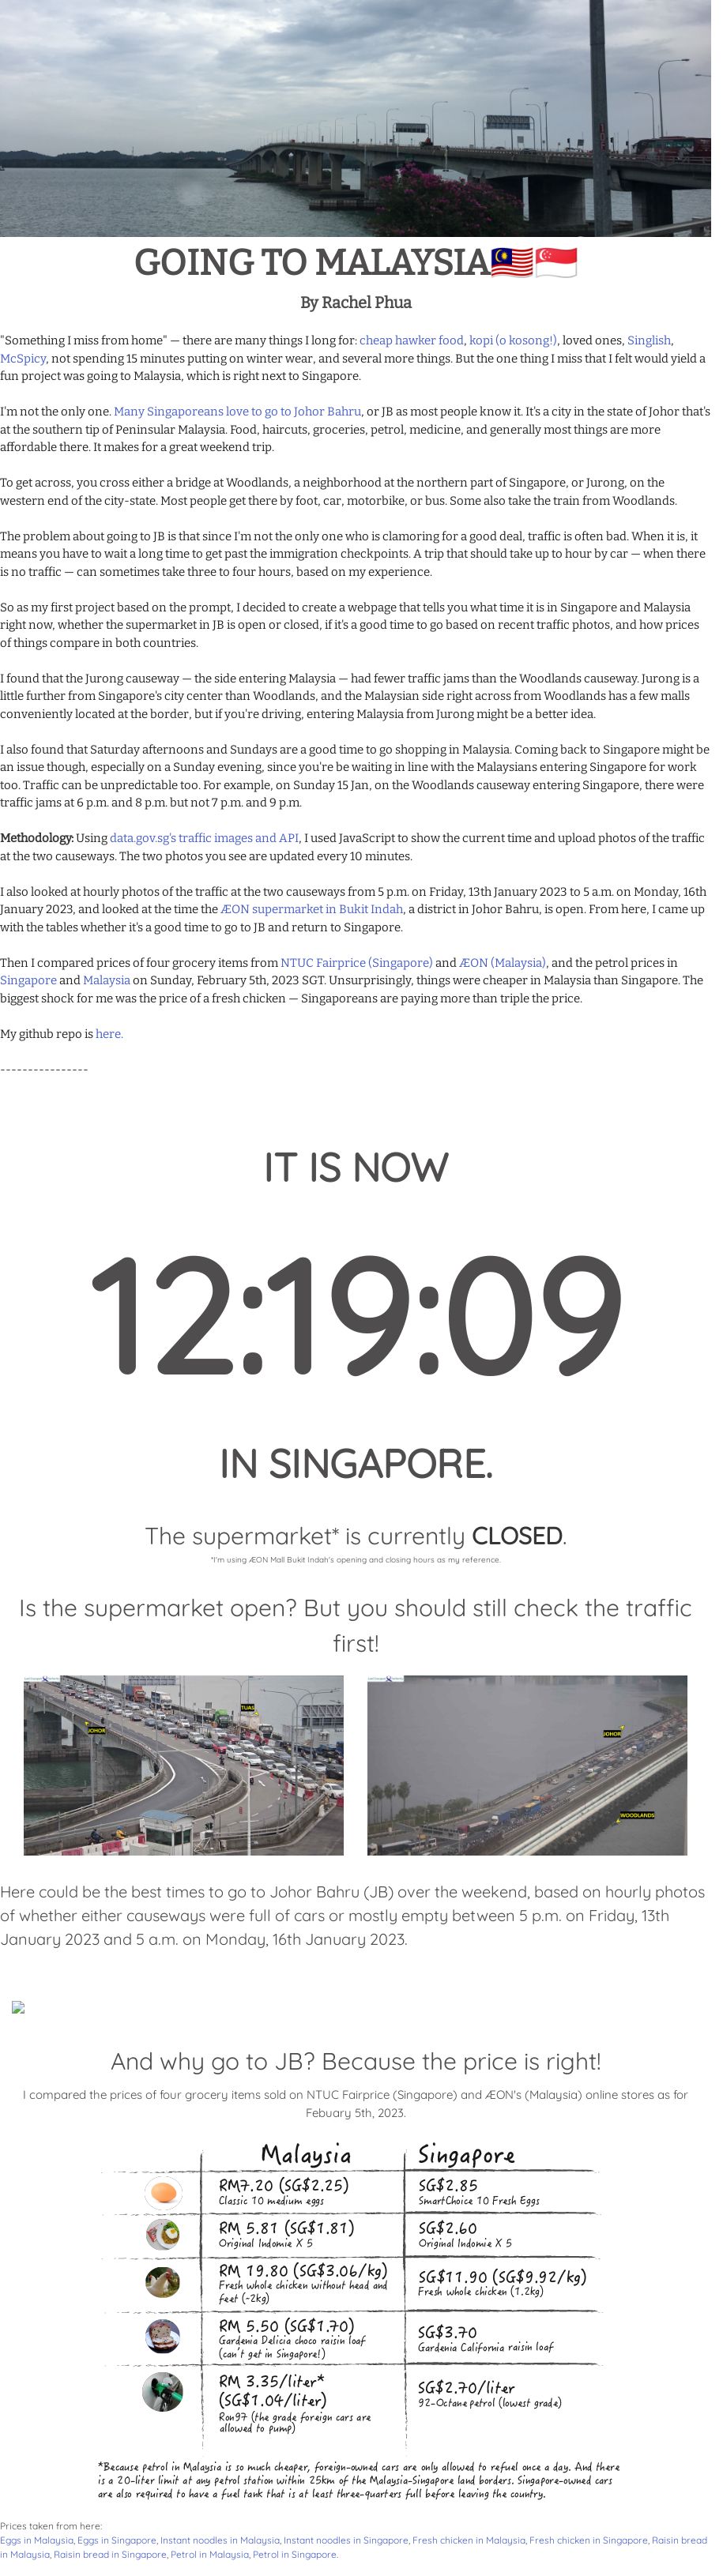 GOING TO MALAYSIA🇲🇾🇸🇬
By Rachel Phua
"Something I miss from home" — there are many things I long for: cheap hawker food, kopi (o kosong!), loved ones, Singlish,
McSpicy, not spending 15 minutes putting on winter wear, and several more things. But the one thing I miss that I felt would yield a
fun project was going to Malaysia, which is right next to Singapore.
I'm not the only one. Many Singaporeans love to go to Johor Bahru, or JB as most people know it. It's a city in the state of Johor that's
at the southern tip of Peninsular Malaysia. Food, haircuts, groceries, petrol, medicine, and generally most things are more
affordable there. It makes for a great weekend trip.
To get across, you cross either a bridge at Woodlands, a neighborhood at the northern part of Singapore, or Jurong, on the
western end of the city-state. Most people get there by foot, car, motorbike, or bus. Some also take the train from Woodlands.
The problem about going to JB is that since I'm not the only one who is clamoring for a good deal, traffic is often bad. When it is, it
means you have to wait a long time to get past the immigration checkpoints. A trip that should take up to hour by car — when there
is no traffic — can sometimes take three to four hours, based on my experience.
So as my first project based on the prompt, I decided to create a webpage that tells you what time it is in Singapore and Malaysia
right now, whether the supermarket in JB is open or closed, if it's a good time to go based on recent traffic photos, and how prices
of things compare in both countries.
I found that the Jurong causeway — the side entering Malaysia — had fewer traffic jams than the Woodlands causeway. Jurong is a
little further from Singapore's city center than Woodlands, and the Malaysian side right across from Woodlands has a few malls
conveniently located at the border, but if you're driving, entering Malaysia from Jurong might be a better idea.
I also found that Saturday afternoons and Sundays are a good time to go shopping in Malaysia. Coming back to Singapore might be
an issue though, especially on a Sunday evening, since you're be waiting in line with the Malaysians entering Singapore for work
too. Traffic can be unpredictable too. For example, on Sunday 15 Jan, on the Woodlands causeway entering Singapore, there were
traffic jams at 6 p.m. and 8 p.m. but not 7 p.m. and 9 p.m.
Methodology: Using data.gov.sg's traffic images and API, I used JavaScript to show the current time and upload photos of the traffic
at the two causeways. The two photos you see are updated every 10 minutes.
I also looked at hourly photos of the traffic at the two causeways from 5 p.m. on Friday, 13th January 2023 to 5 a.m. on Monday, 16th
January 2023, and looked at the time the ÆON supermarket in Bukit Indah, a district in Johor Bahru, is open. From here, I came up
with the tables whether it's a good time to go to JB and return to Singapore.
Then I compared prices of four grocery items from NTUC Fairprice (Singapore) and ÆON (Malaysia), and the petrol prices in
Singapore and Malaysia on Sunday, February 5th, 2023 SGT. Unsurprisingly, things were cheaper in Malaysia than Singapore. The
biggest shock for me was the price of a fresh chicken — Singaporeans are paying more than triple the price.
My github repo is here.
----------------
IT IS NOW
12:19:09
IN SINGAPORE.
The supermarket* is currently CLOSED.
*I'm using ÆON Mall Bukit Indah's opening and closing hours as my reference.
Is the supermarket open? But you should still check the traffic
first!
JOHOR
TUAS
JOHOR
WOODLANDS
Here could be the best times to go to Johor Bahru (JB) over the weekend, based on hourly photos
of whether either causeways were full of cars or mostly empty between 5 p.m. on Friday, 13th
January 2023 and 5 a.m. on Monday, 16th January 2023.
And why go to JB? Because the price is right!
I compared the prices of four grocery items sold on NTUC Fairprice (Singapore) and ÆON's (Malaysia) online stores as for
Febuary 5th, 2023.
Malaysia Singapore
RM7.20 (SG$2.25) SG$2.85
Classic 10 medium eggs SmartChoice 10 Fresh Eggs
RM 5.81 (SG$1.81) SG$2.60
Original Indomie X 5 Original Indomie X 5
RM 19.80 (SG$3.06/kg) SG$11.90 (SG$9.92/kg)
Fresh whole chicken without head and Fresh whole chicken (1.2kg)
feet (~2kg)
RM 5.50 (SG$1.70) SG$3.70
Gardenia Delicia choco raisin loaf Gardenia California raisin loaf
(can't get in Singapore!)
RM 3.35/liter* SG$2.70/liter
(SG$1.04/liter) 92-Octane petrol (lowest grade)
Ron97 (the grade foreign cars are
allowed to pump)
*Because petrol in Malaysia is so much cheaper, foreign-owned cars are only allowed to refuel once a day. And there
is a 20-liter limit at any petrol station within 25km of the Malaysia-Singapore land borders. Singapore-owned cars
are also required to have a fuel tank that is at least three-quarters full before leaving the country.
Prices taken from here:
Eggs in Malaysia, Eggs in Singapore, Instant noodles in Malaysia, Instant noodles in Singapore, Fresh chicken in Malaysia, Fresh chicken in Singapore, Raisin bread
in Malaysia, Raisin bread in Singapore, Petrol in Malaysia, Petrol in Singapore.